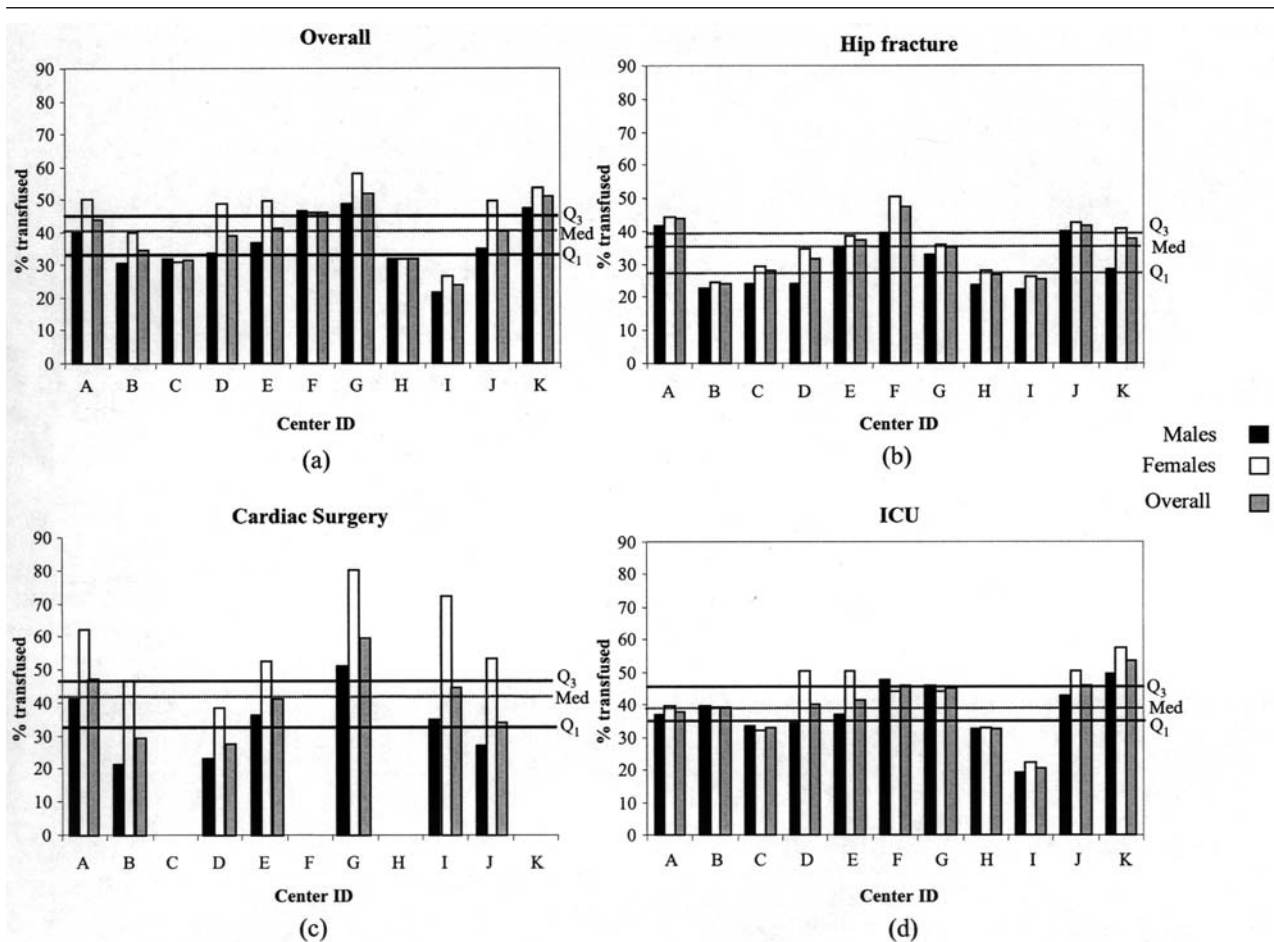 Overall
90
80
70
60
50
40
30
20
10
0
% transfused
Q3
Med
Q1
A B C D E F G H I J K
Center ID
(a)
Hip fracture
90
80
70
60
50
40
30
20
10
0
% transfused
Q3
Med
Q1
A B C D E F G H I J K
Center ID
(b)
Males
Females
Overall
Cardiac Surgery
90
80
70
60
50
40
30
20
10
0
% transfused
Q3
Med
Q1
A B C D E F G H I J K
Center ID
(c)
ICU
90
80
70
60
50
40
30
20
10
0
% transfused
Q3
Med
Q1
A B C D E F G H I J K
Center ID
(d)